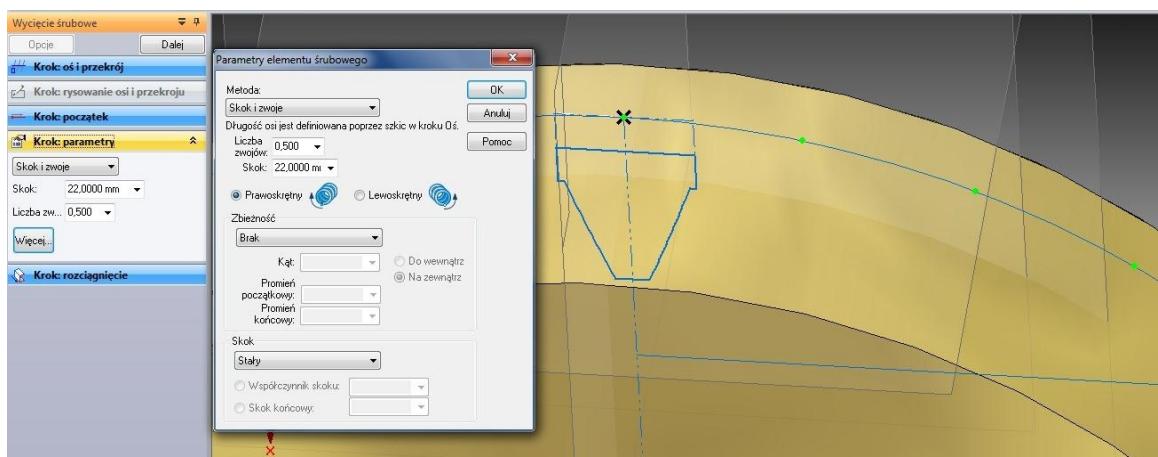 Wycięcie śrubowe
Opcje
Dalej
Krok: oś i przekrój
Krok: rysowanie osi i przekroju
Krok: początek
Krok: parametry
Skok i zwoje
Skok: 22,0000 mm
Liczba zw... 0,500
Więcej...
Krok: rozciągnięcie
Parametry elementu śrubowego
Metoda:
Skok i zwoje
Długość osi jest definiowana poprzez szkic w kroku Oś.
Liczba
zwojów: 0,500
Skok: 22,0000 m
Prawoskrętny
Lewoskrętny
OK
Anuluj
Pomoc
Zbieżność
Brak
Kąt:
Do wewnątrz
Na zewnątrz
Promień
początkowy:
Promień
końcowy:
Skok
Stały
Współczynnik skoku:
Skok końcowy:
X